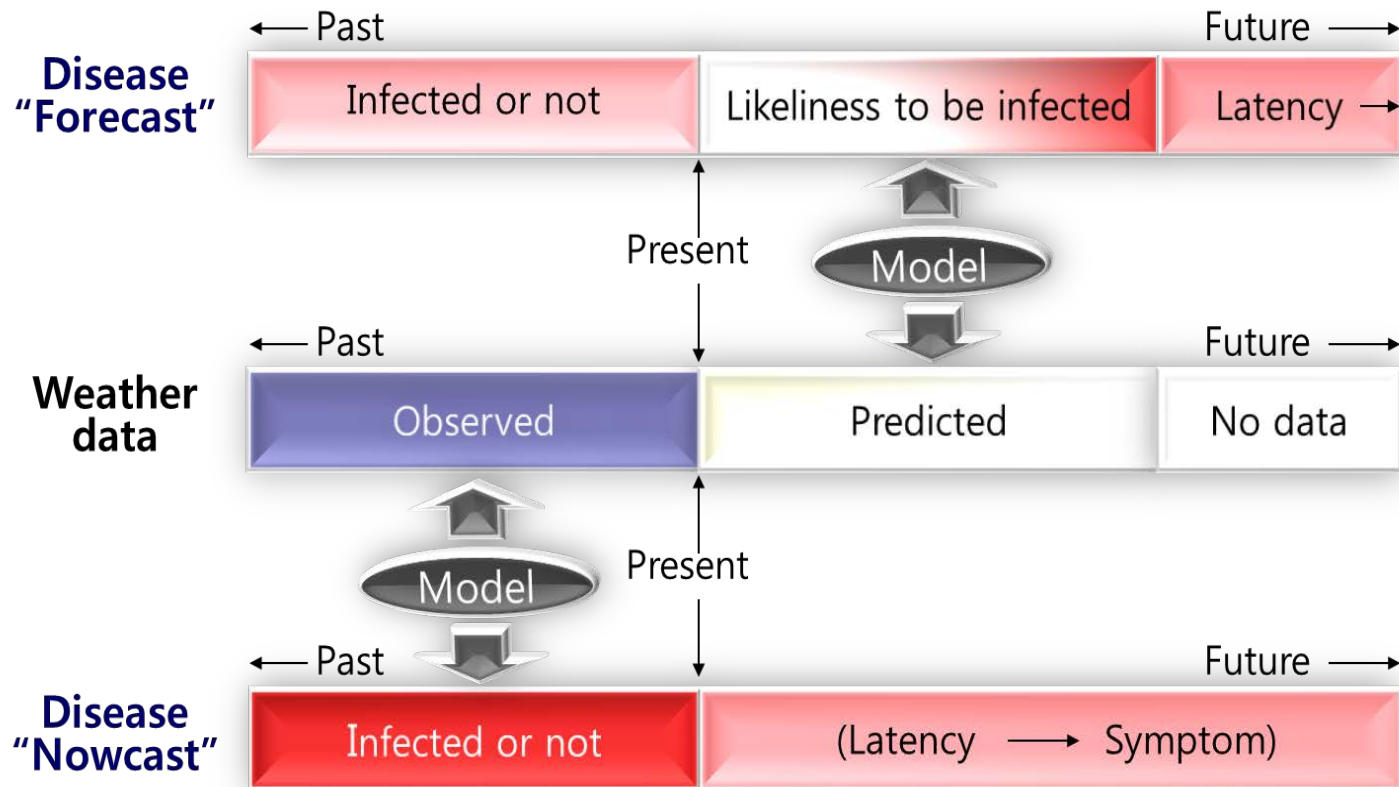 Past
Future
Disease
"Forecast"
Infected or not
Likeliness to be infected
Latency
Present
Model
Past
Future
Weather
data
Observed
Predicted
No data
Model
Present
Past
Future
Disease
"Nowcast"
Infected or not
(Latency → Symptom)